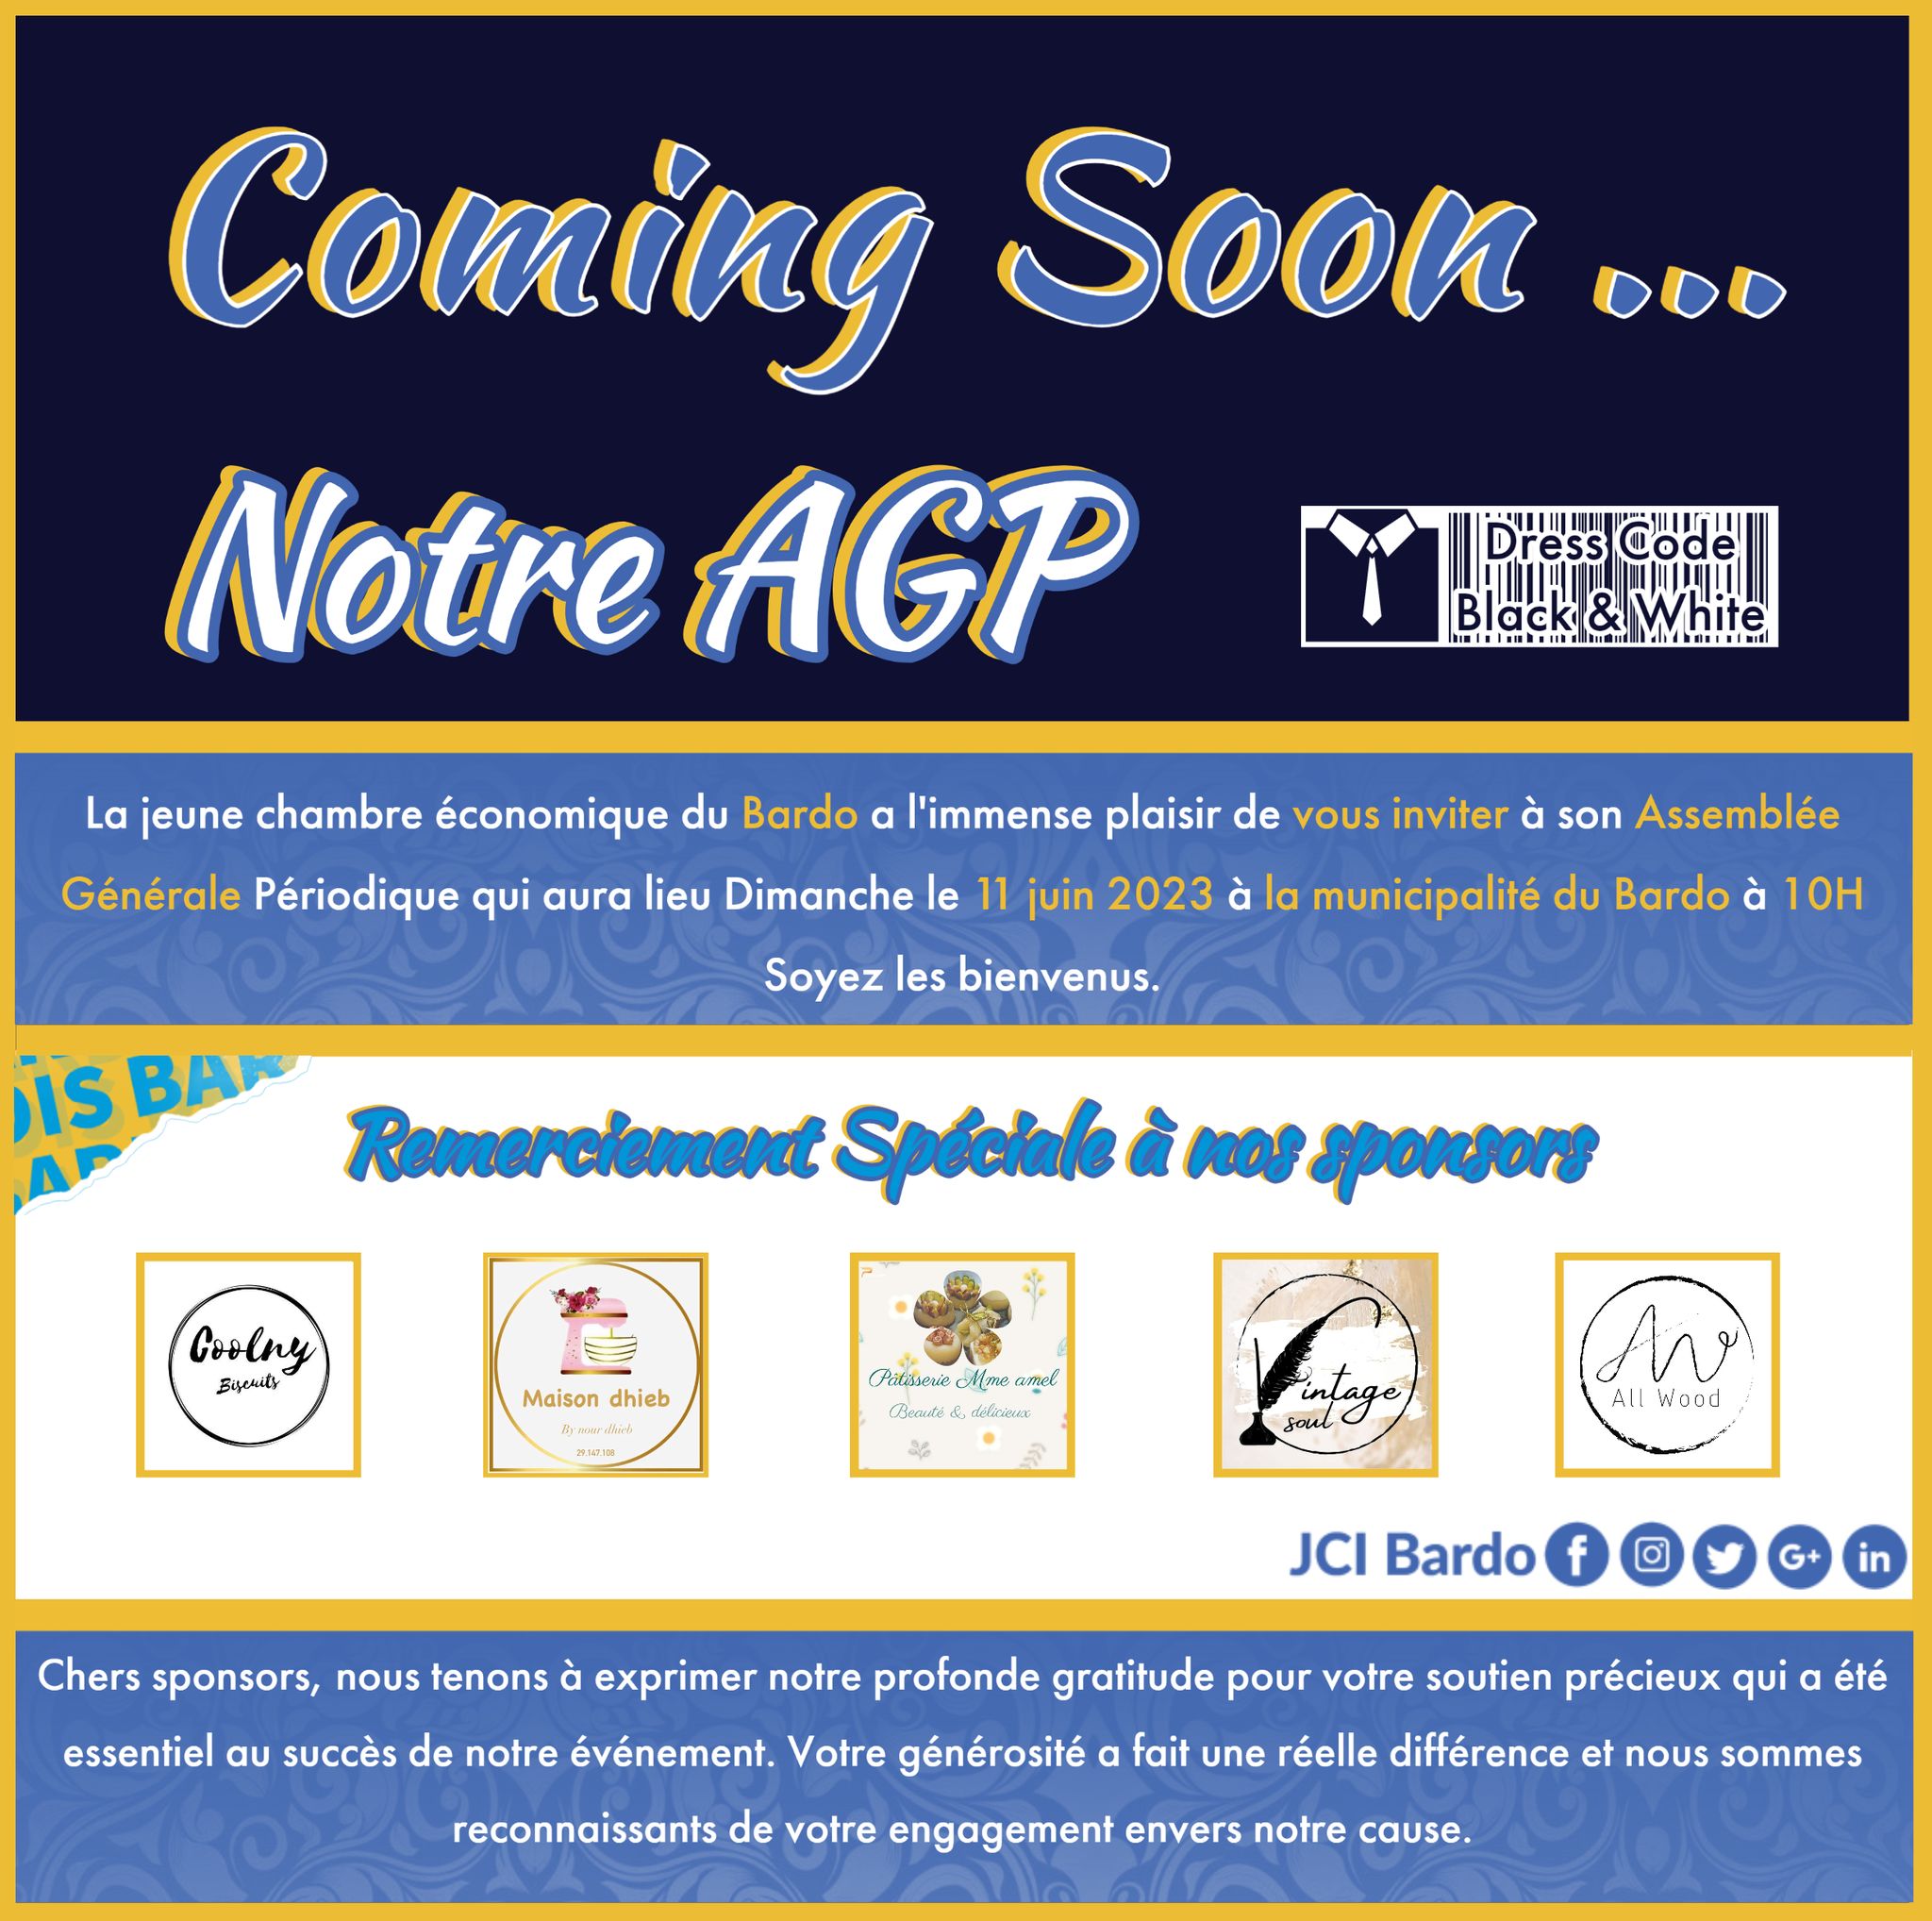 Coming Soon ...
Notre AGP
Dress Code
Black & White
La jeune chambre économique du Bardo a l'immense plaisir de vous inviter à son Assemblée
Générale Périodique qui aura lieu Dimanche le 11 juin 2023 à la municipalité du Bardo à 10H
Soyez les bienvenus.
OIS BAR
BAR
Remerciement Spéciale à nos sponsors
Coolny
Biscuits
Maison dhieb
By nour dhieb
29.147.108
Pâtisserie Mme amel
Beauté & délicieux
Vintage
soul
AW
All Wood
JCI Bardo f G+ in
Chers sponsors, nous tenons à exprimer notre profonde gratitude pour votre soutien précieux qui a été
essentiel au succès de notre événement. Votre générosité a fait une réelle différence et nous sommes
reconnaissants de votre engagement envers notre cause.